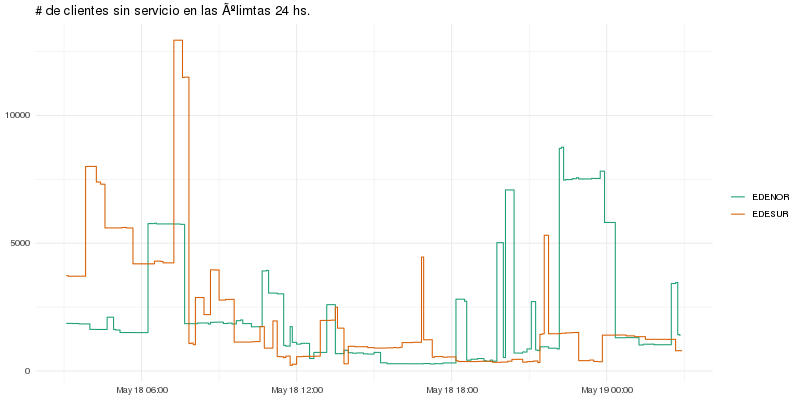 # de clientes sin servicio en las Ãºlimtas 24 hs.
10000
5000
0
May 18 06:00
May 18 12:00
May 18 18:00
May 19 00:00
EDENOR
EDESUR